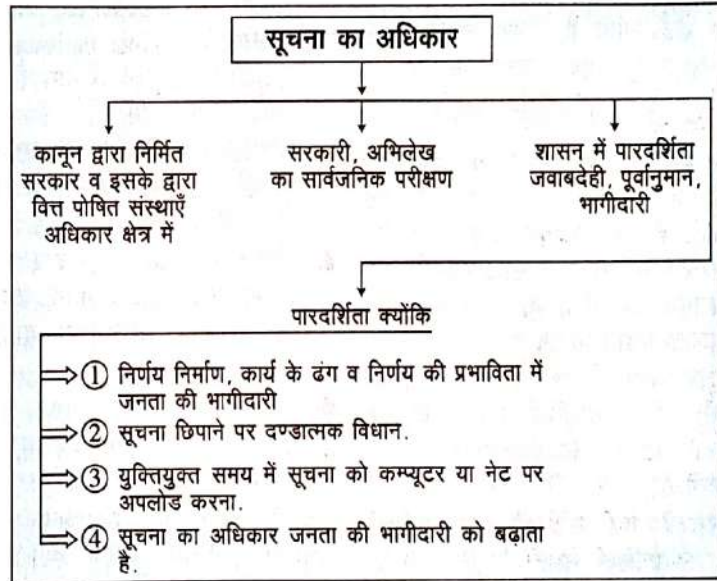 सूचना का अधिकार
कानून द्वारा निर्मित
सरकार व इसके द्वारा
वित्त पोषित संस्थाएँ
अधिकार क्षेत्र में
सरकारी, अभिलेख
का सार्वजनिक परीक्षण
शासन में पारदर्शिता
जवाबदेही, पूर्वानुमान,
भागीदारी
पारदर्शिता क्योंकि
① निर्णय निर्माण, कार्य के ढंग व निर्णय की प्रभाविता में
जनता की भागीदारी
② सूचना छिपाने पर दण्डात्मक विधान.
③ युक्तियुक्त समय में सूचना को कम्प्यूटर या नेट पर
अपलोड करना.
④ सूचना का अधिकार जनता की भागीदारी को बढ़ाता
है.